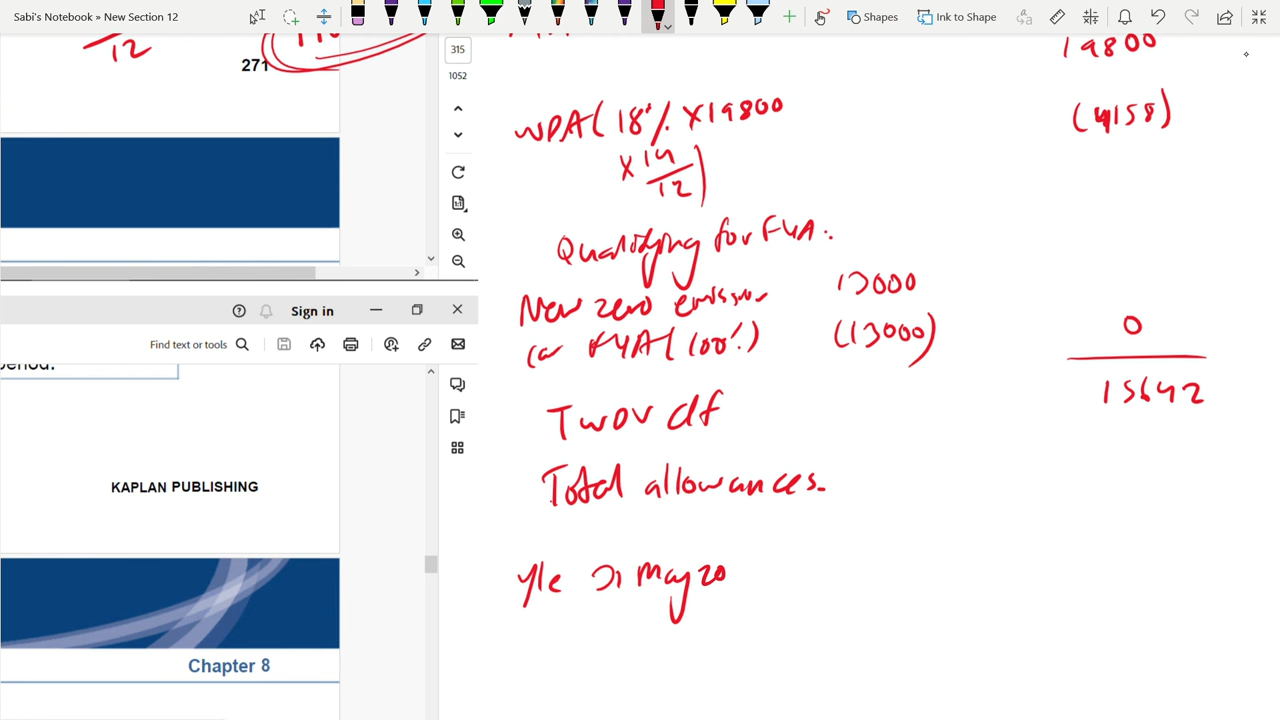 Sabi's Notebook » New Section 12
Shapes
Ink to Shape
12
271
315
1052
Sign in
Find text or tools
KAPLAN PUBLISHING
Chapter 8
19800
WDA (18% x 19800
x 14
12)
(4158)
Qualifying for FYA:
New zero emission 13000
car FYA (100%) (13000) 0
15642
TWDV cf
Total allowances.
y/e 31 May 20